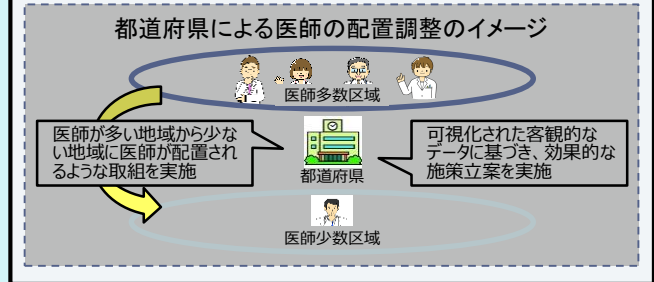 都道府県による医師の配置調整のイメージ
医師多数区域
医師が多い地域から少な
い地域に医師が配置され
るような取組を実施
可視化された客観的な
データに基づき、効果的な
施策立案を実施
都道府県
医師少数区域